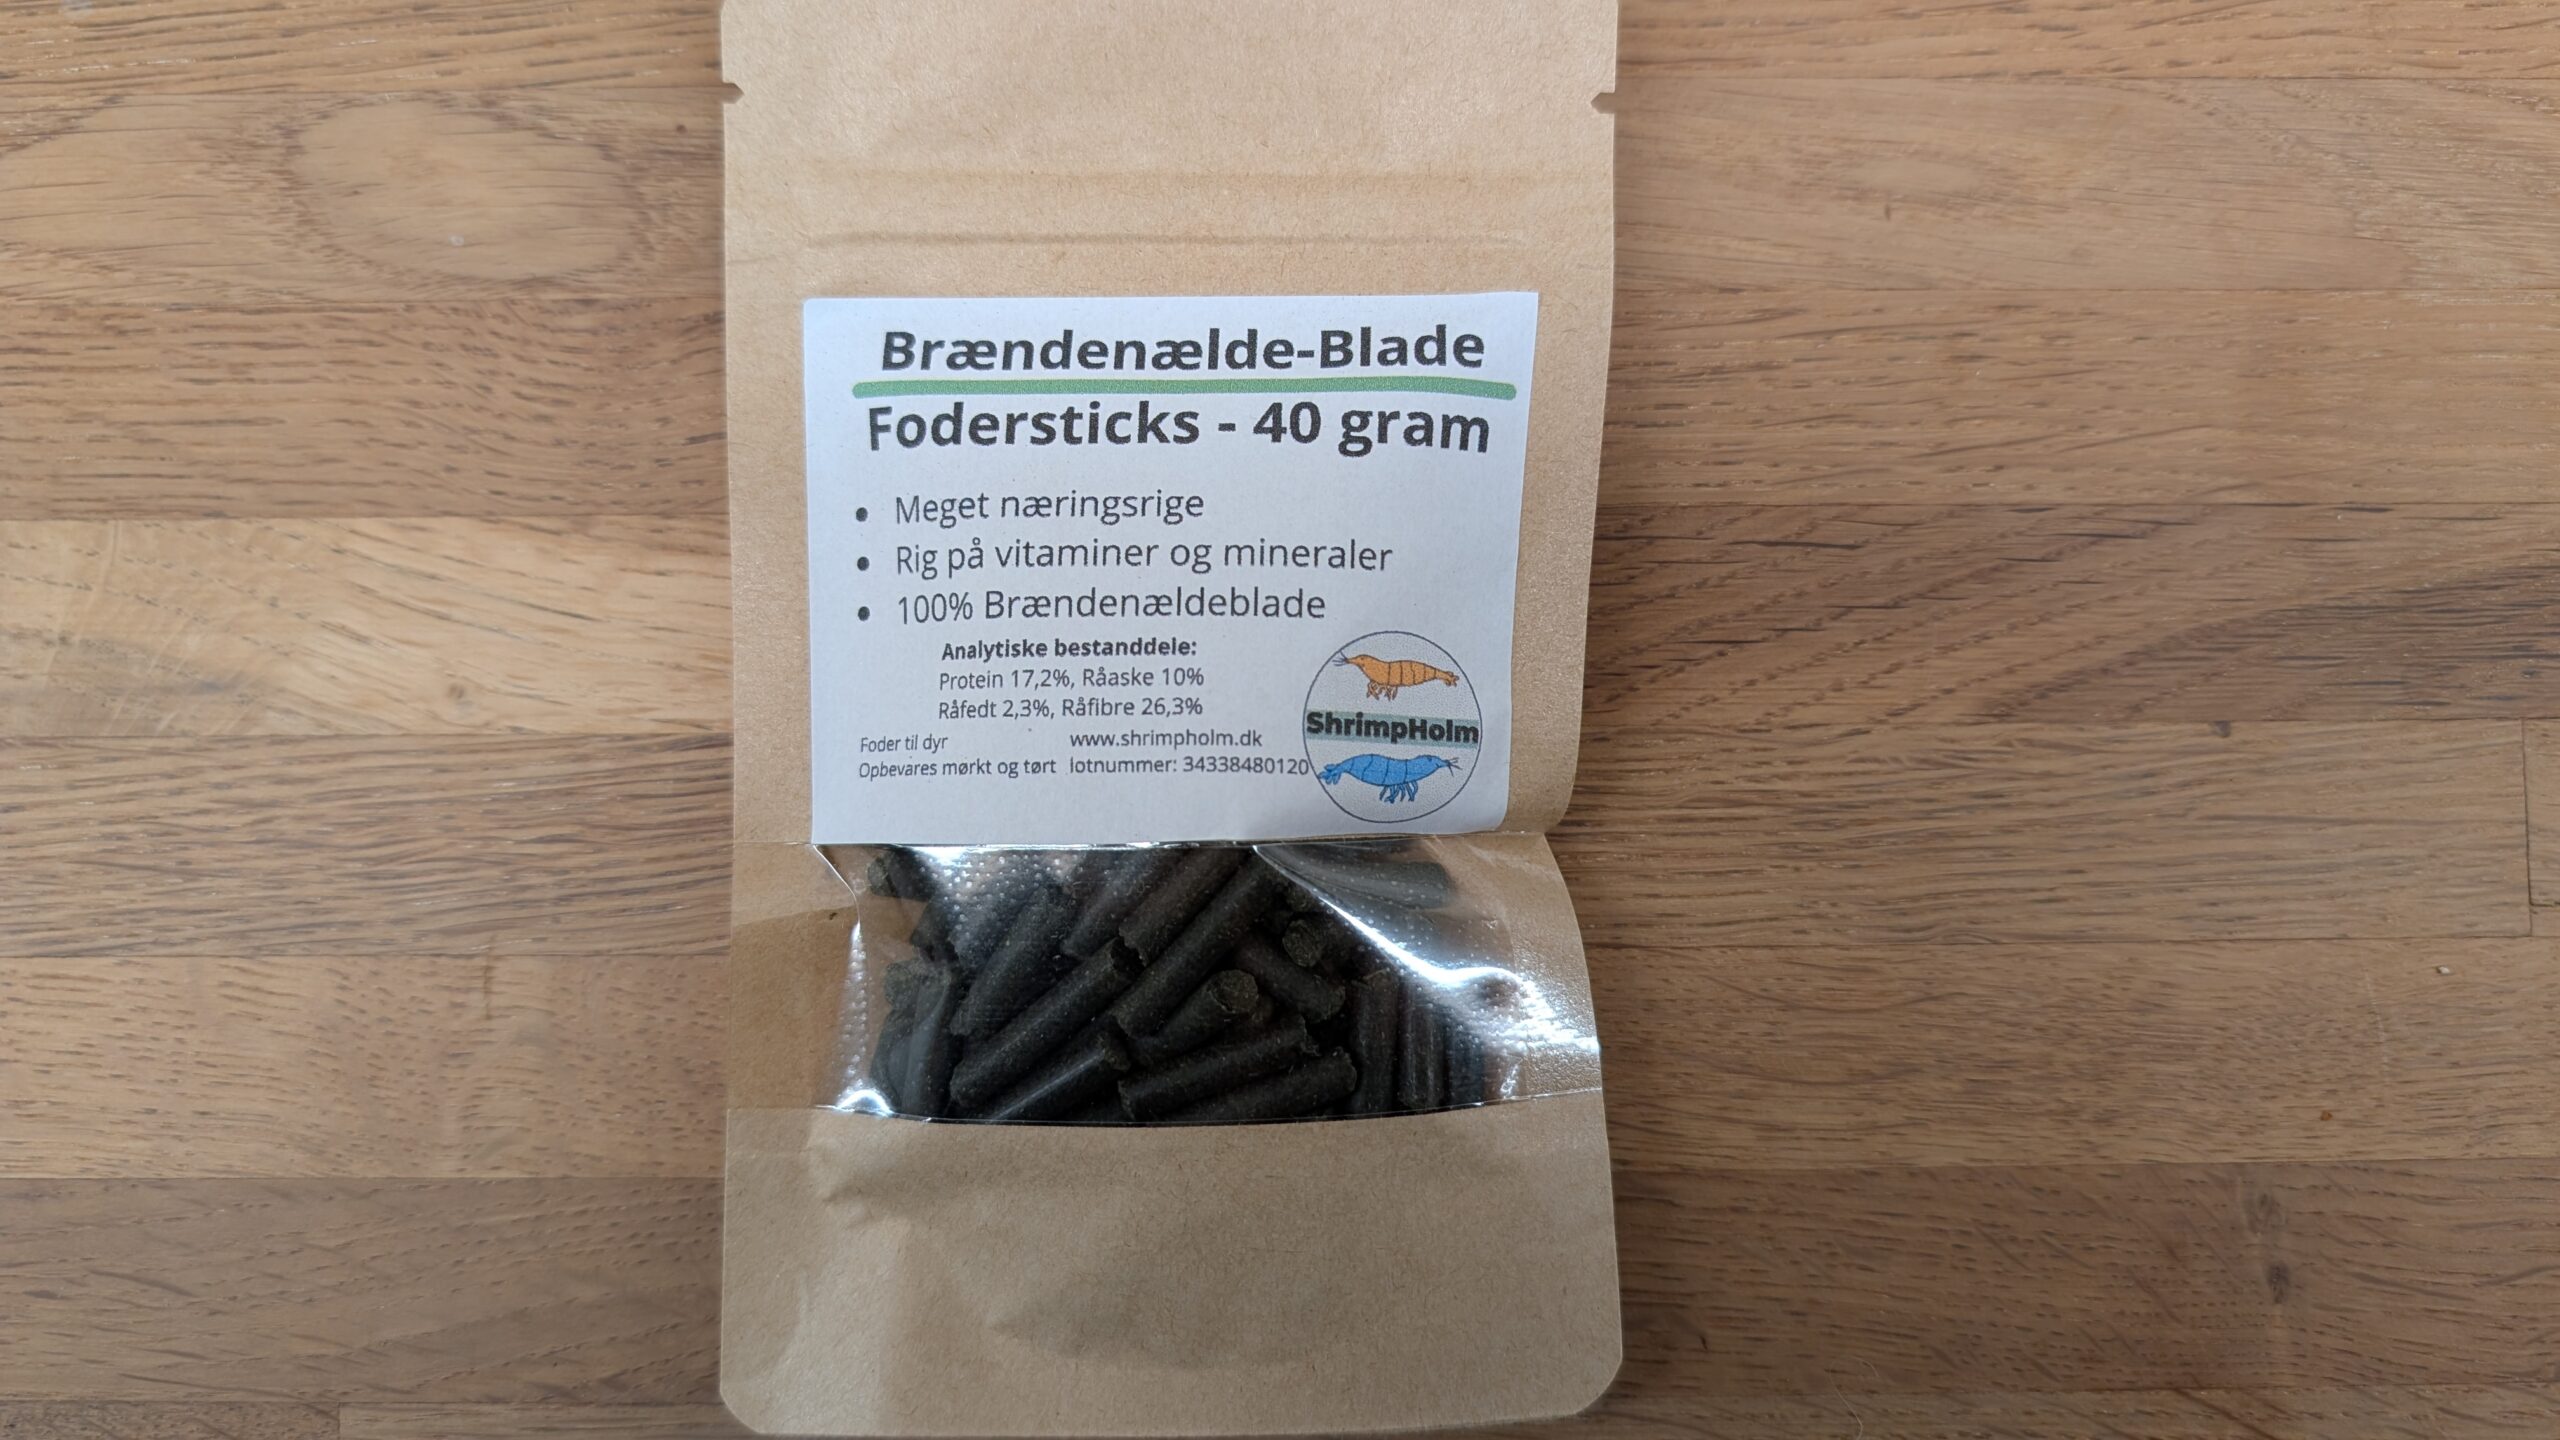 Brændenælde-Blade
Fodersticks - 40 gram
• Meget næringsrige
• Rig på vitaminer og mineraler
• 100% Brændenældeblade
Analytiske bestanddele:
Protein 17,2%, Råaske 10%
Råfedt 2,3%, Råfibre 26,3%
Foder til dyr www.shrimpholm.dk
Opbevares mørkt og tørt lotnummer: 34338480120
ShrimpHolm